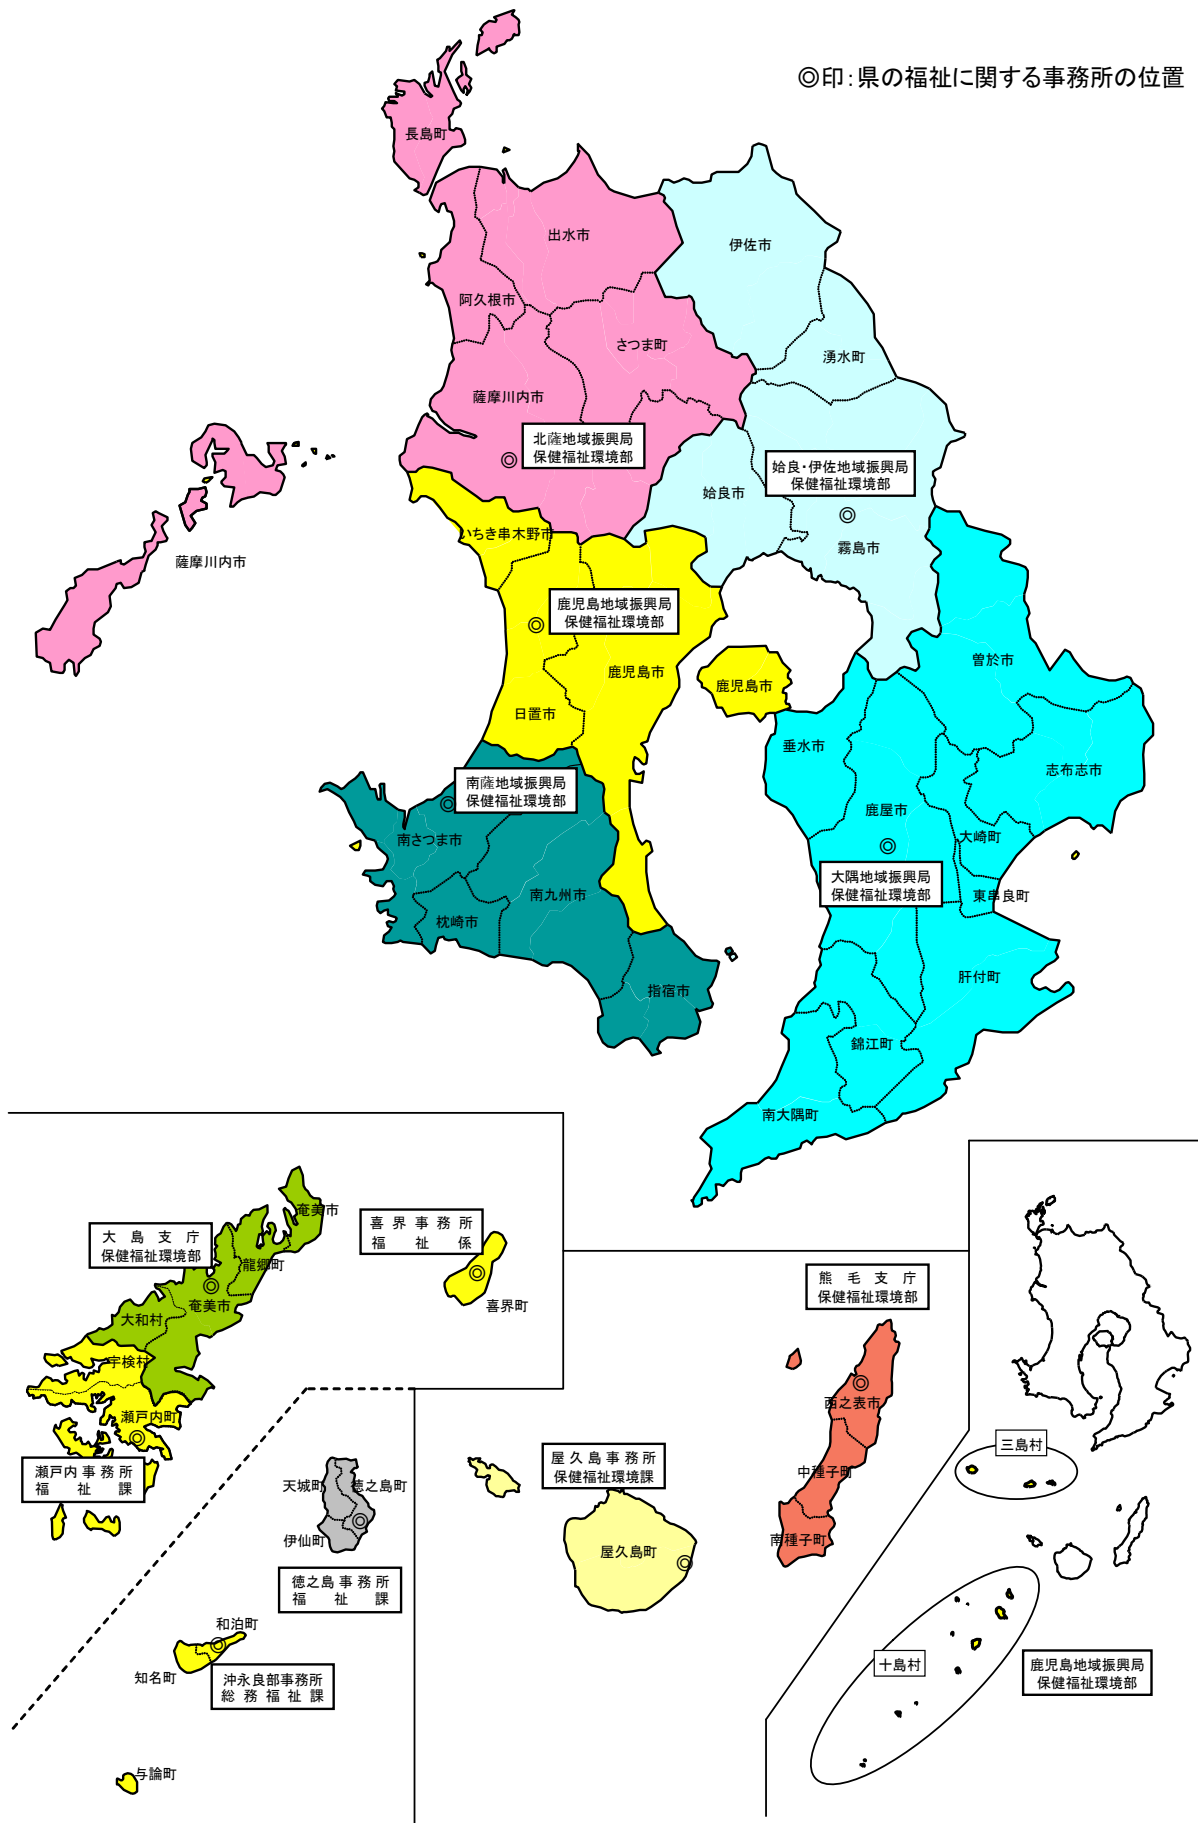 ◎印：県の福祉に関する事務所の位置
長島町
出水市
伊佐市
阿久根市
さつま町
湧水町
薩摩川内市
北薩地域振興局
保健福祉環境部
姶良・伊佐地域振興局
保健福祉環境部
姶良市
霧島市
いちき串木野市
薩摩川内市
鹿児島地域振興局
保健福祉環境部
鹿児島市
鹿児島市
曽於市
日置市
垂水市
志布志市
南薩地域振興局
保健福祉環境部
鹿屋市
大崎町
南さつま市
大隅地域振興局
保健福祉環境部
東串良町
南九州市
枕崎市
肝付町
指宿市
錦江町
南大隅町
奄美市
大島支庁
保健福祉環境部
喜界事務所
福祉係
龍郷町
奄美市
喜界町
大和村
熊毛支庁
保健福祉環境部
宇検村
瀬戸内町
西之表市
三島村
瀬戸内事務所
福祉課
屋久島事務所
保健福祉環境課
中種子町
天城町
徳之島町
伊仙町
南種子町
屋久島町
徳之島事務所
福祉課
和泊町
知名町
沖永良部事務所
総務福祉課
十島村
鹿児島地域振興局
保健福祉環境部
与論町